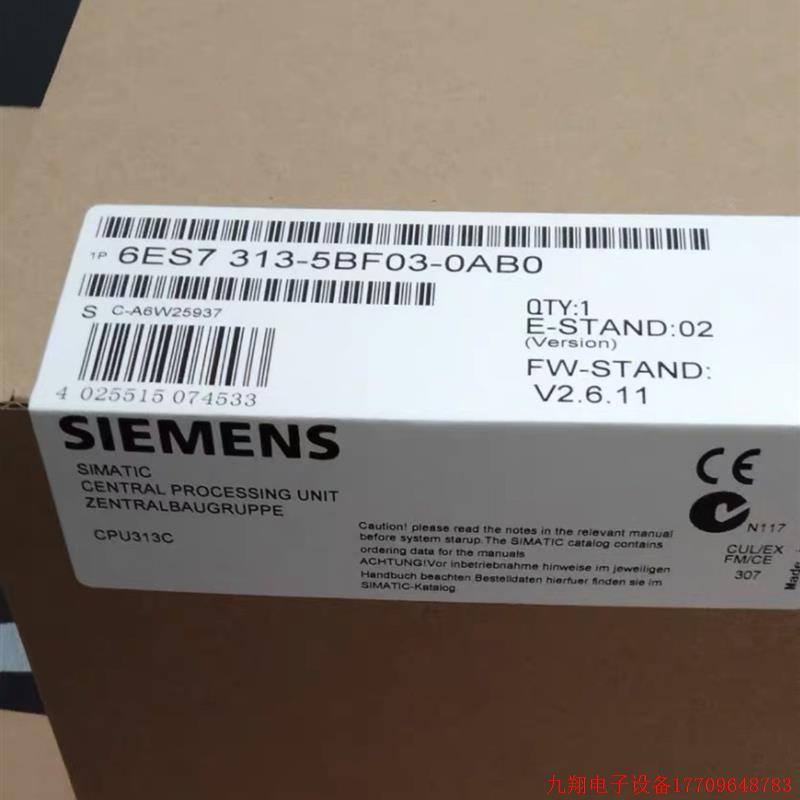 1P 6ES7 313-5BF03-0AB0
S C-A6W25937
QTY:1
E-STAND:02
(Version)
FW-STAND:
V2.6.11
4 025515 074533
SIEMENS
SIMATIC
CENTRAL PROCESSING UNIT
ZENTRALBAUGRUPPE
CPU313C
Caution! please read the notes in the relevant manual
before system starup.The SIMATIC catalog contains
ordering data for the manuals
ACHTUNG!Vor inbetriebnahme hinweise im jeweiligen
Handbuch beachten.Bestelldaten hierfuer finden sie im
SIMATIC-Katalog.
CE
N117
CUL/EX
FM/CE
307
Made
九翔电子设备17709648783